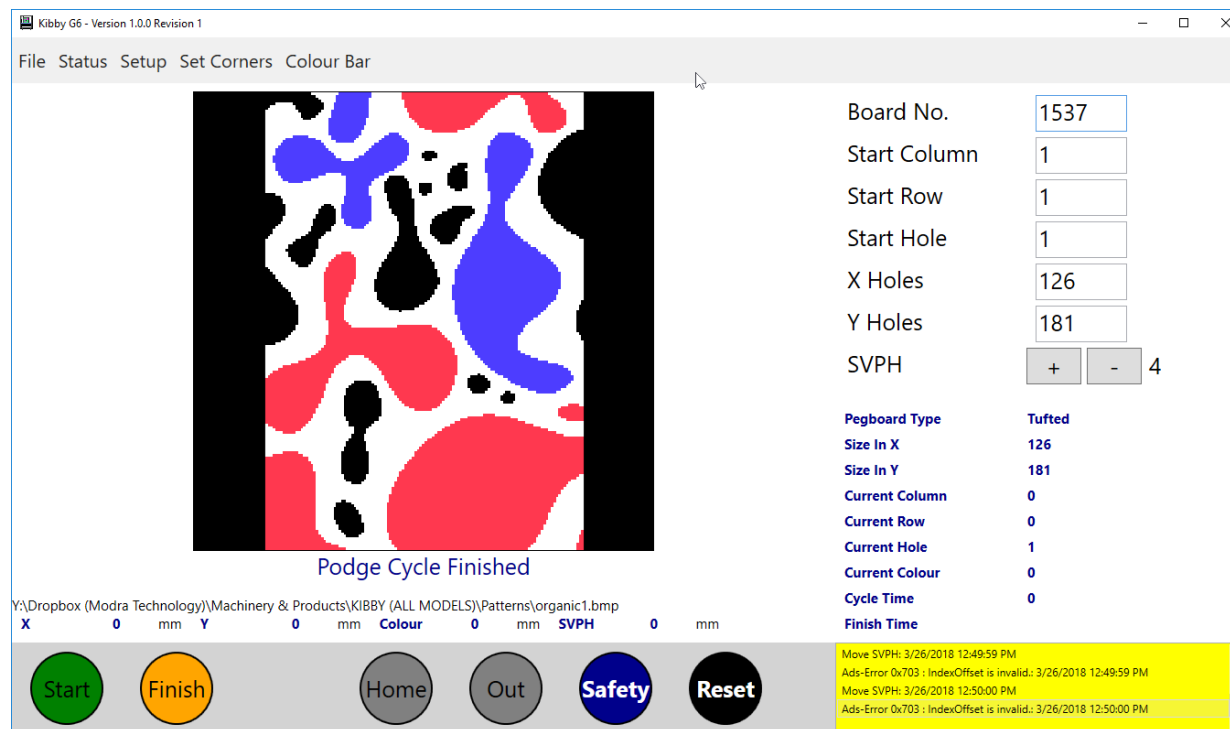 Kibby G6 - Version 1.0.0 Revision 1
File Status Setup Set Corners Colour Bar
Board No. 1537
Start Column 1
Start Row 1
Start Hole 1
X Holes 126
Y Holes 181
SVPH + - 4
Pegboard Type Tufted
Size In X 126
Size In Y 181
Current Column 0
Current Row 0
Current Hole 1
Current Colour 0
Cycle Time 0
Finish Time
Podge Cycle Finished
Y:\Dropbox (Modra Technology)\Machinery & Products\KIBBY (ALL MODELS)\Patterns\organic1.bmp
X 0 mm Y 0 mm Colour 0 mm SVPH 0 mm
Start Finish Home Out Safety Reset
Move SVPH: 3/26/2018 12:49:59 PM
Ads-Error 0x703 : IndexOffset is invalid.: 3/26/2018 12:49:59 PM
Move SVPH: 3/26/2018 12:50:00 PM
Ads-Error 0x703 : IndexOffset is invalid.: 3/26/2018 12:50:00 PM